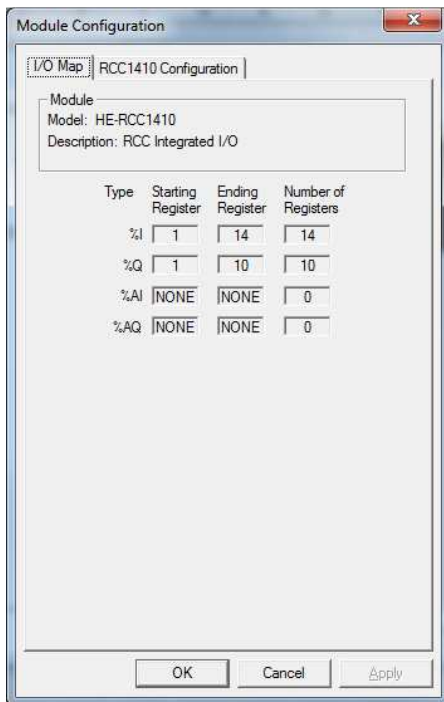 Module Configuration
I/O Map RCC1410 Configuration
Module
Model: HE-RCC1410
Description: RCC Integrated I/O
Type Starting Register Ending Register Number of Registers
%I 1 14 14
%Q 1 10 10
%AI NONE NONE 0
%AQ NONE NONE 0
OK Cancel Apply